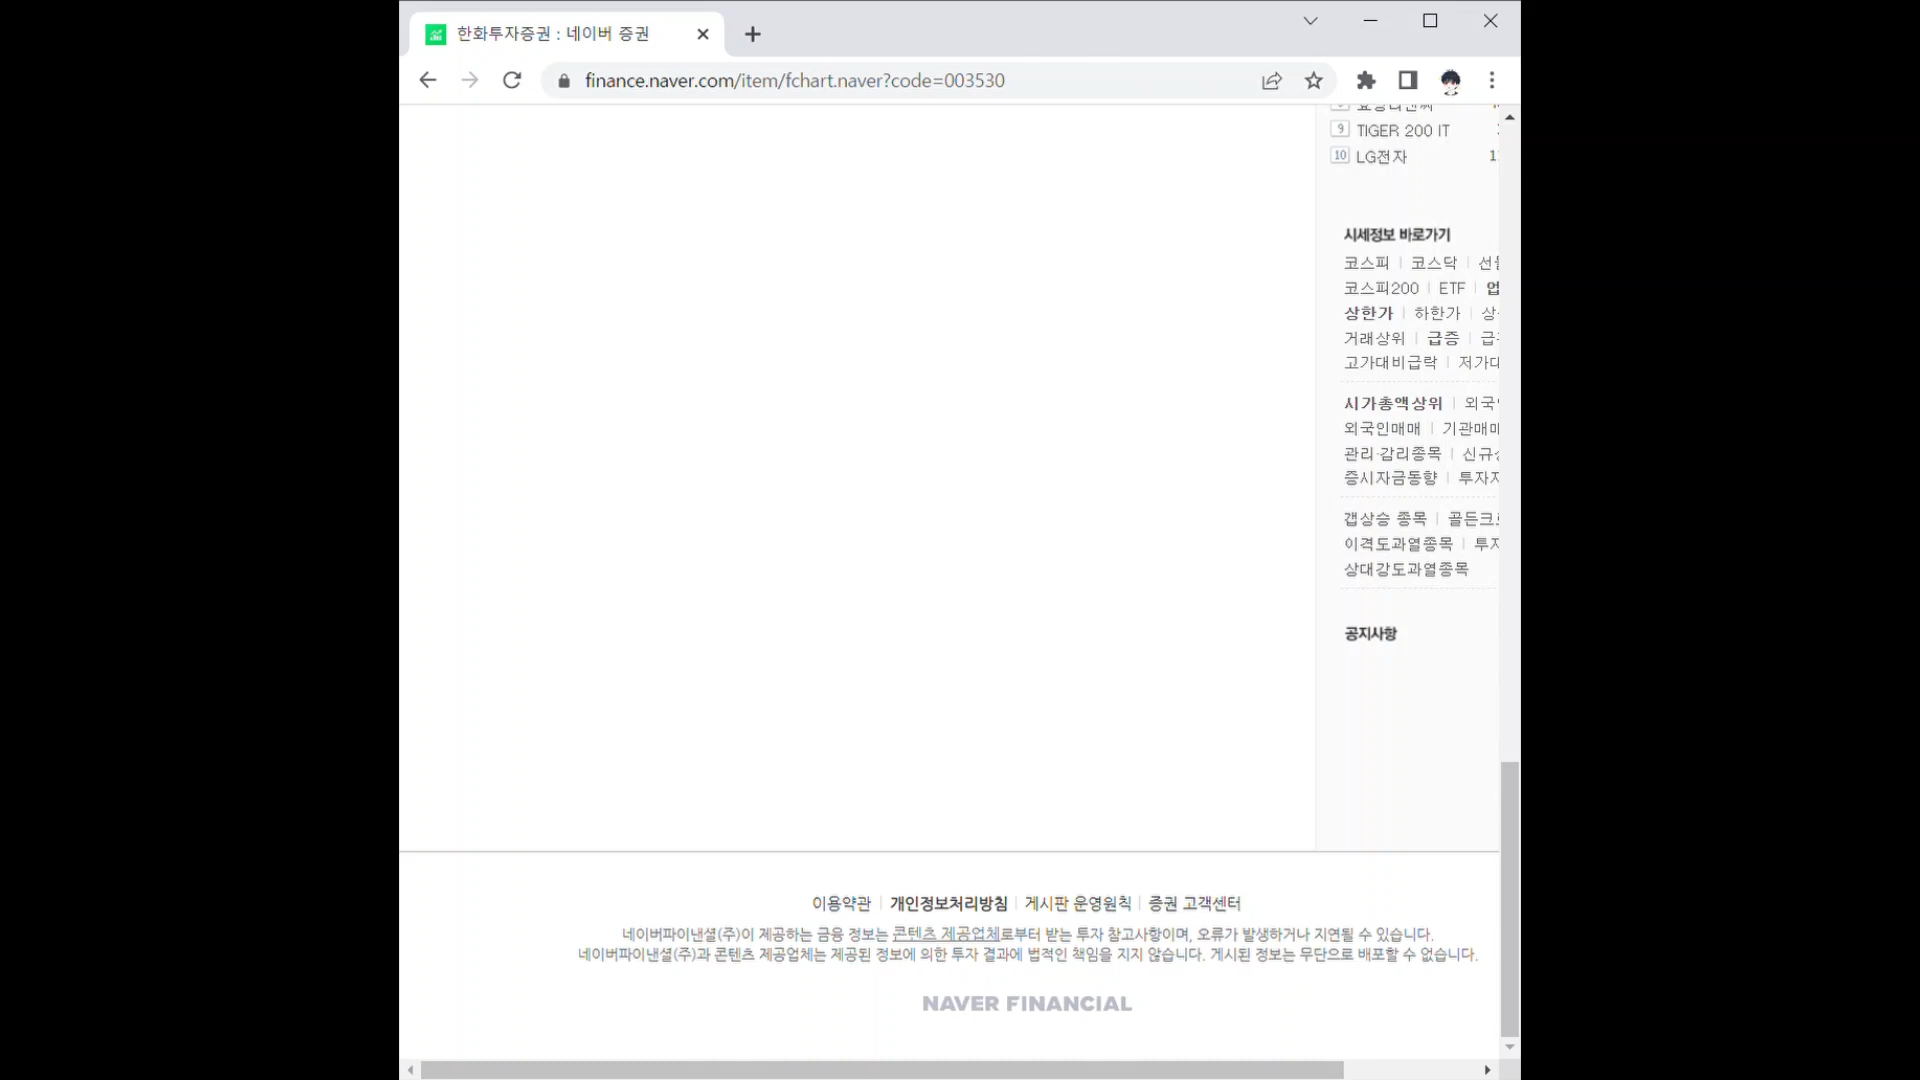 한화투자증권 : 네이버 증권
finance.naver.com/item/fchart.naver?code=003530
9 TIGER 200 IT
10 LG전자
시세정보 바로가기
코스피 | 코스닥 |
코스피200 | ETF |
상한가 | 하한가 |
거래상위 | 급증 |
고가대비급락 |
시가총액상위 |
외국인매매 |
관리·감리종목 |
증시자금동향 |
갭상승 종목 |
이격도과열종목 |
상대강도과열종목
공지사항
이용약관 | 개인정보처리방침 | 게시판 운영원칙 | 증권 고객센터
네이버파이낸셜(주)이 제공하는 금융 정보는 콘텐츠 제공업체로부터 받는 투자 참고사항이며, 오류가 발생하거나 지연될 수 있습니다.
네이버파이낸셜(주)과 콘텐츠 제공업체는 제공된 정보에 의한 투자 결과에 법적인 책임을 지지 않습니다. 게시된 정보는 무단으로 배포할 수 없습니다.
NAVER FINANCIAL